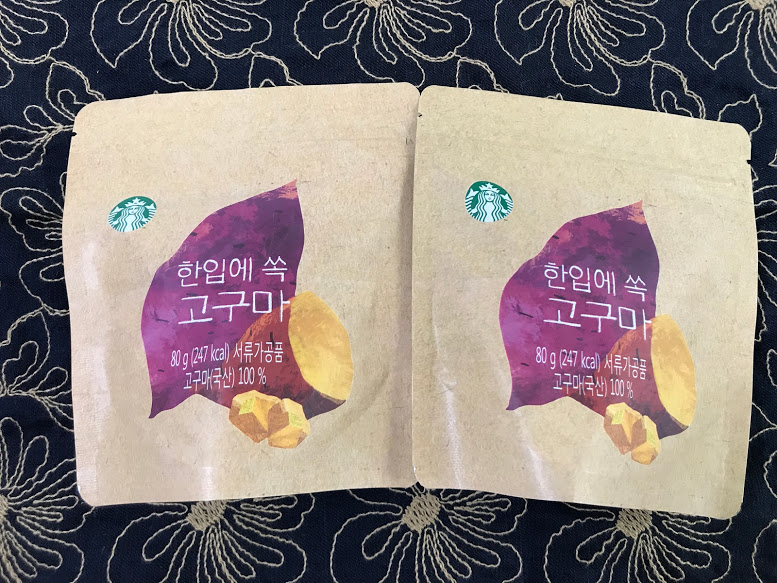 한입에 쏙
고구마
80 g (247 kcal) 서류가공품
고구마(국산) 100 %
한입에 쏙
고구마
80 g (247 kcal) 서류가공품
고구마(국산) 100 %